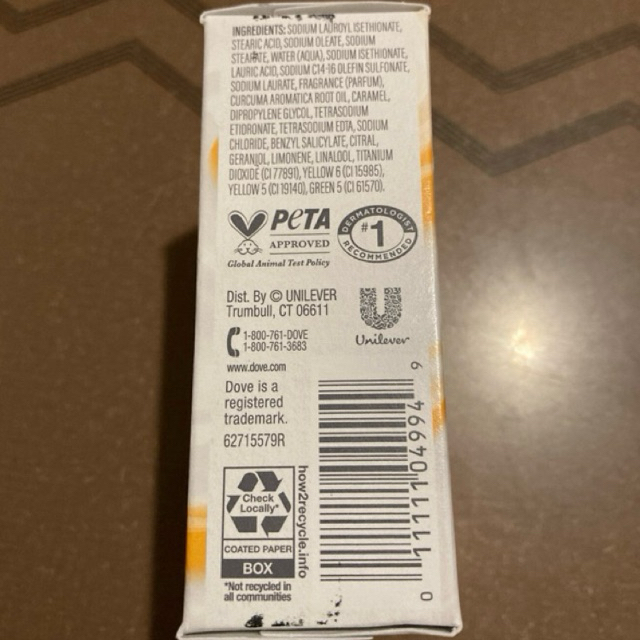 INGREDIENTS: SODIUM LAUROYL ISETHIONATE,
STEARIC ACID, SODIUM OLEATE, SODIUM
STEARATE, WATER (AQUA), SODIUM ISETHIONATE,
LAURIC ACID, SODIUM C14-16 OLEFIN SULFONATE,
SODIUM LAURATE, FRAGRANCE (PARFUM),
CURCUMA AROMATICA ROOT OIL, CARAMEL,
DIPROPYLENE GLYCOL, TETRASODIUM
ETIDRONATE, TETRASODIUM EDTA, SODIUM
CHLORIDE, BENZYL SALICYLATE, CITRAL,
GERANIOL, LIMONENE, LINALOOL, TITANIUM
DIOXIDE (CI 77891), YELLOW 6 (CI 15985),
YELLOW 5 (CI 19140), GREEN 5 (CI 61570).
PETA
APPROVED
Global Animal Test Policy
DERMATOLOGIST
#1
RECOMMENDED
Dist. By © UNILEVER
Trumbull, CT 06611
Unilever
1-800-761-DOVE
1-800-761-3683
www.dove.com
Dove is a
registered
trademark.
62715579R
Check
Locally*
COATED PAPER
BOX
*Not recycled in
all communities
how2recycle.info
0 11111 04994 6